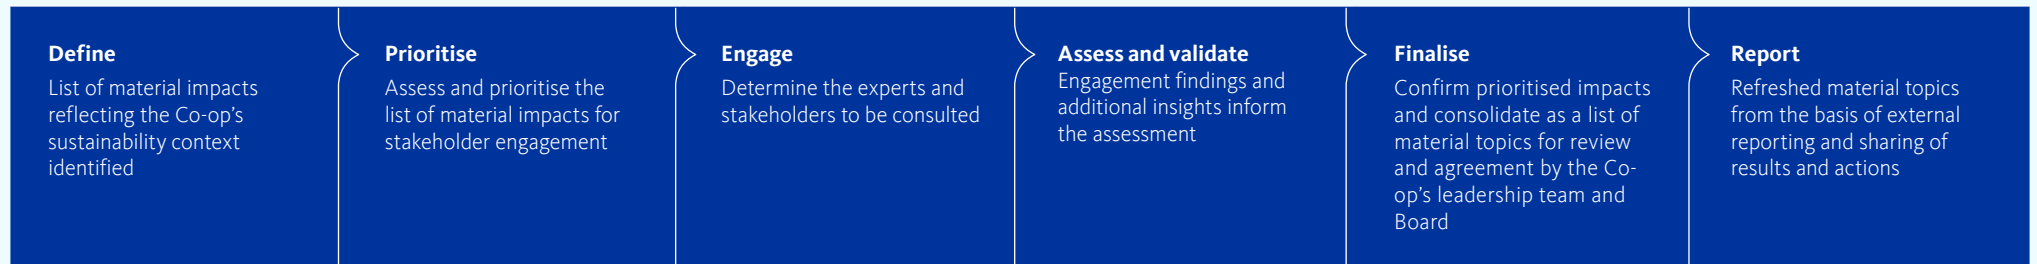 Define
List of material impacts
reflecting the Co-op’s
sustainability context
identified
Prioritise
Assess and prioritise the
list of material impacts for
stakeholder engagement
Engage
Determine the experts and
stakeholders to be consulted
Assess and validate
Engagement findings and
additional insights inform
the assessment
Finalise
Confirm prioritised impacts
and consolidate as a list of
material topics for review
and agreement by the Co-
op’s leadership team and
Board
Report
Refreshed material topics
from the basis of external
reporting and sharing of
results and actions